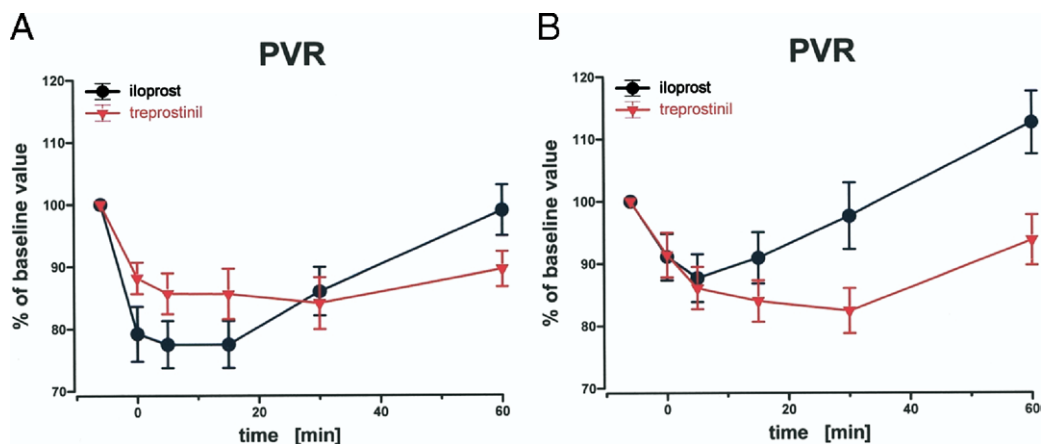 A
PVR
iloprost
treprostinil
% of baseline value
120
110
100
90
80
70
0
20
40
60
time [min]
B
PVR
iloprost
treprostinil
% of baseline value
120
110
100
90
80
70
0
20
40
60
time [min]